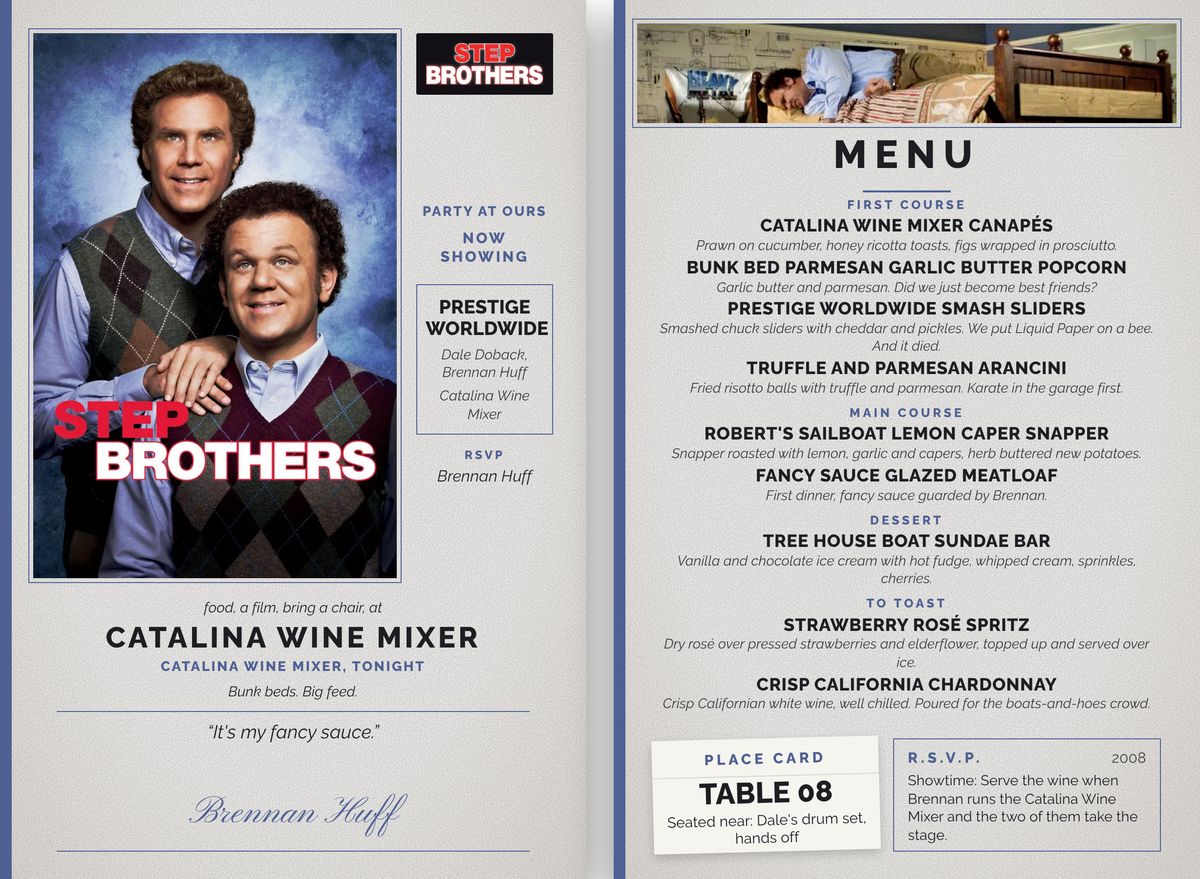 STEP
BROTHERS
STEP
BROTHERS
PARTY AT OURS
NOW
SHOWING
PRESTIGE
WORLDWIDE
Dale Doback,
Brennan Huff
Catalina Wine
Mixer
RSVP
Brennan Huff
food, a film, bring a chair, at
CATALINA WINE MIXER
CATALINA WINE MIXER, TONIGHT
Bunk beds. Big feed.
“It's my fancy sauce.”
Brennan Huff
HEAVY
METAL
MENU
FIRST COURSE
CATALINA WINE MIXER CANAPÉS
Prawn on cucumber, honey ricotta toasts, figs wrapped in prosciutto.
BUNK BED PARMESAN GARLIC BUTTER POPCORN
Garlic butter and parmesan. Did we just become best friends?
PRESTIGE WORLDWIDE SMASH SLIDERS
Smashed chuck sliders with cheddar and pickles. We put Liquid Paper on a bee.
And it died.
TRUFFLE AND PARMESAN ARANCINI
Fried risotto balls with truffle and parmesan. Karate in the garage first.
MAIN COURSE
ROBERT'S SAILBOAT LEMON CAPER SNAPPER
Snapper roasted with lemon, garlic and capers, herb buttered new potatoes.
FANCY SAUCE GLAZED MEATLOAF
First dinner, fancy sauce guarded by Brennan.
DESSERT
TREE HOUSE BOAT SUNDAE BAR
Vanilla and chocolate ice cream with hot fudge, whipped cream, sprinkles,
cherries.
TO TOAST
STRAWBERRY ROSÉ SPRITZ
Dry rosé over pressed strawberries and elderflower, topped up and served over
ice.
CRISP CALIFORNIA CHARDONNAY
Crisp Californian white wine, well chilled. Poured for the boats-and-hoes crowd.
PLACE CARD
TABLE 08
Seated near: Dale's drum set,
hands off
R.S.V.P. 2008
Showtime: Serve the wine when
Brennan runs the Catalina Wine
Mixer and the two of them take the
stage.